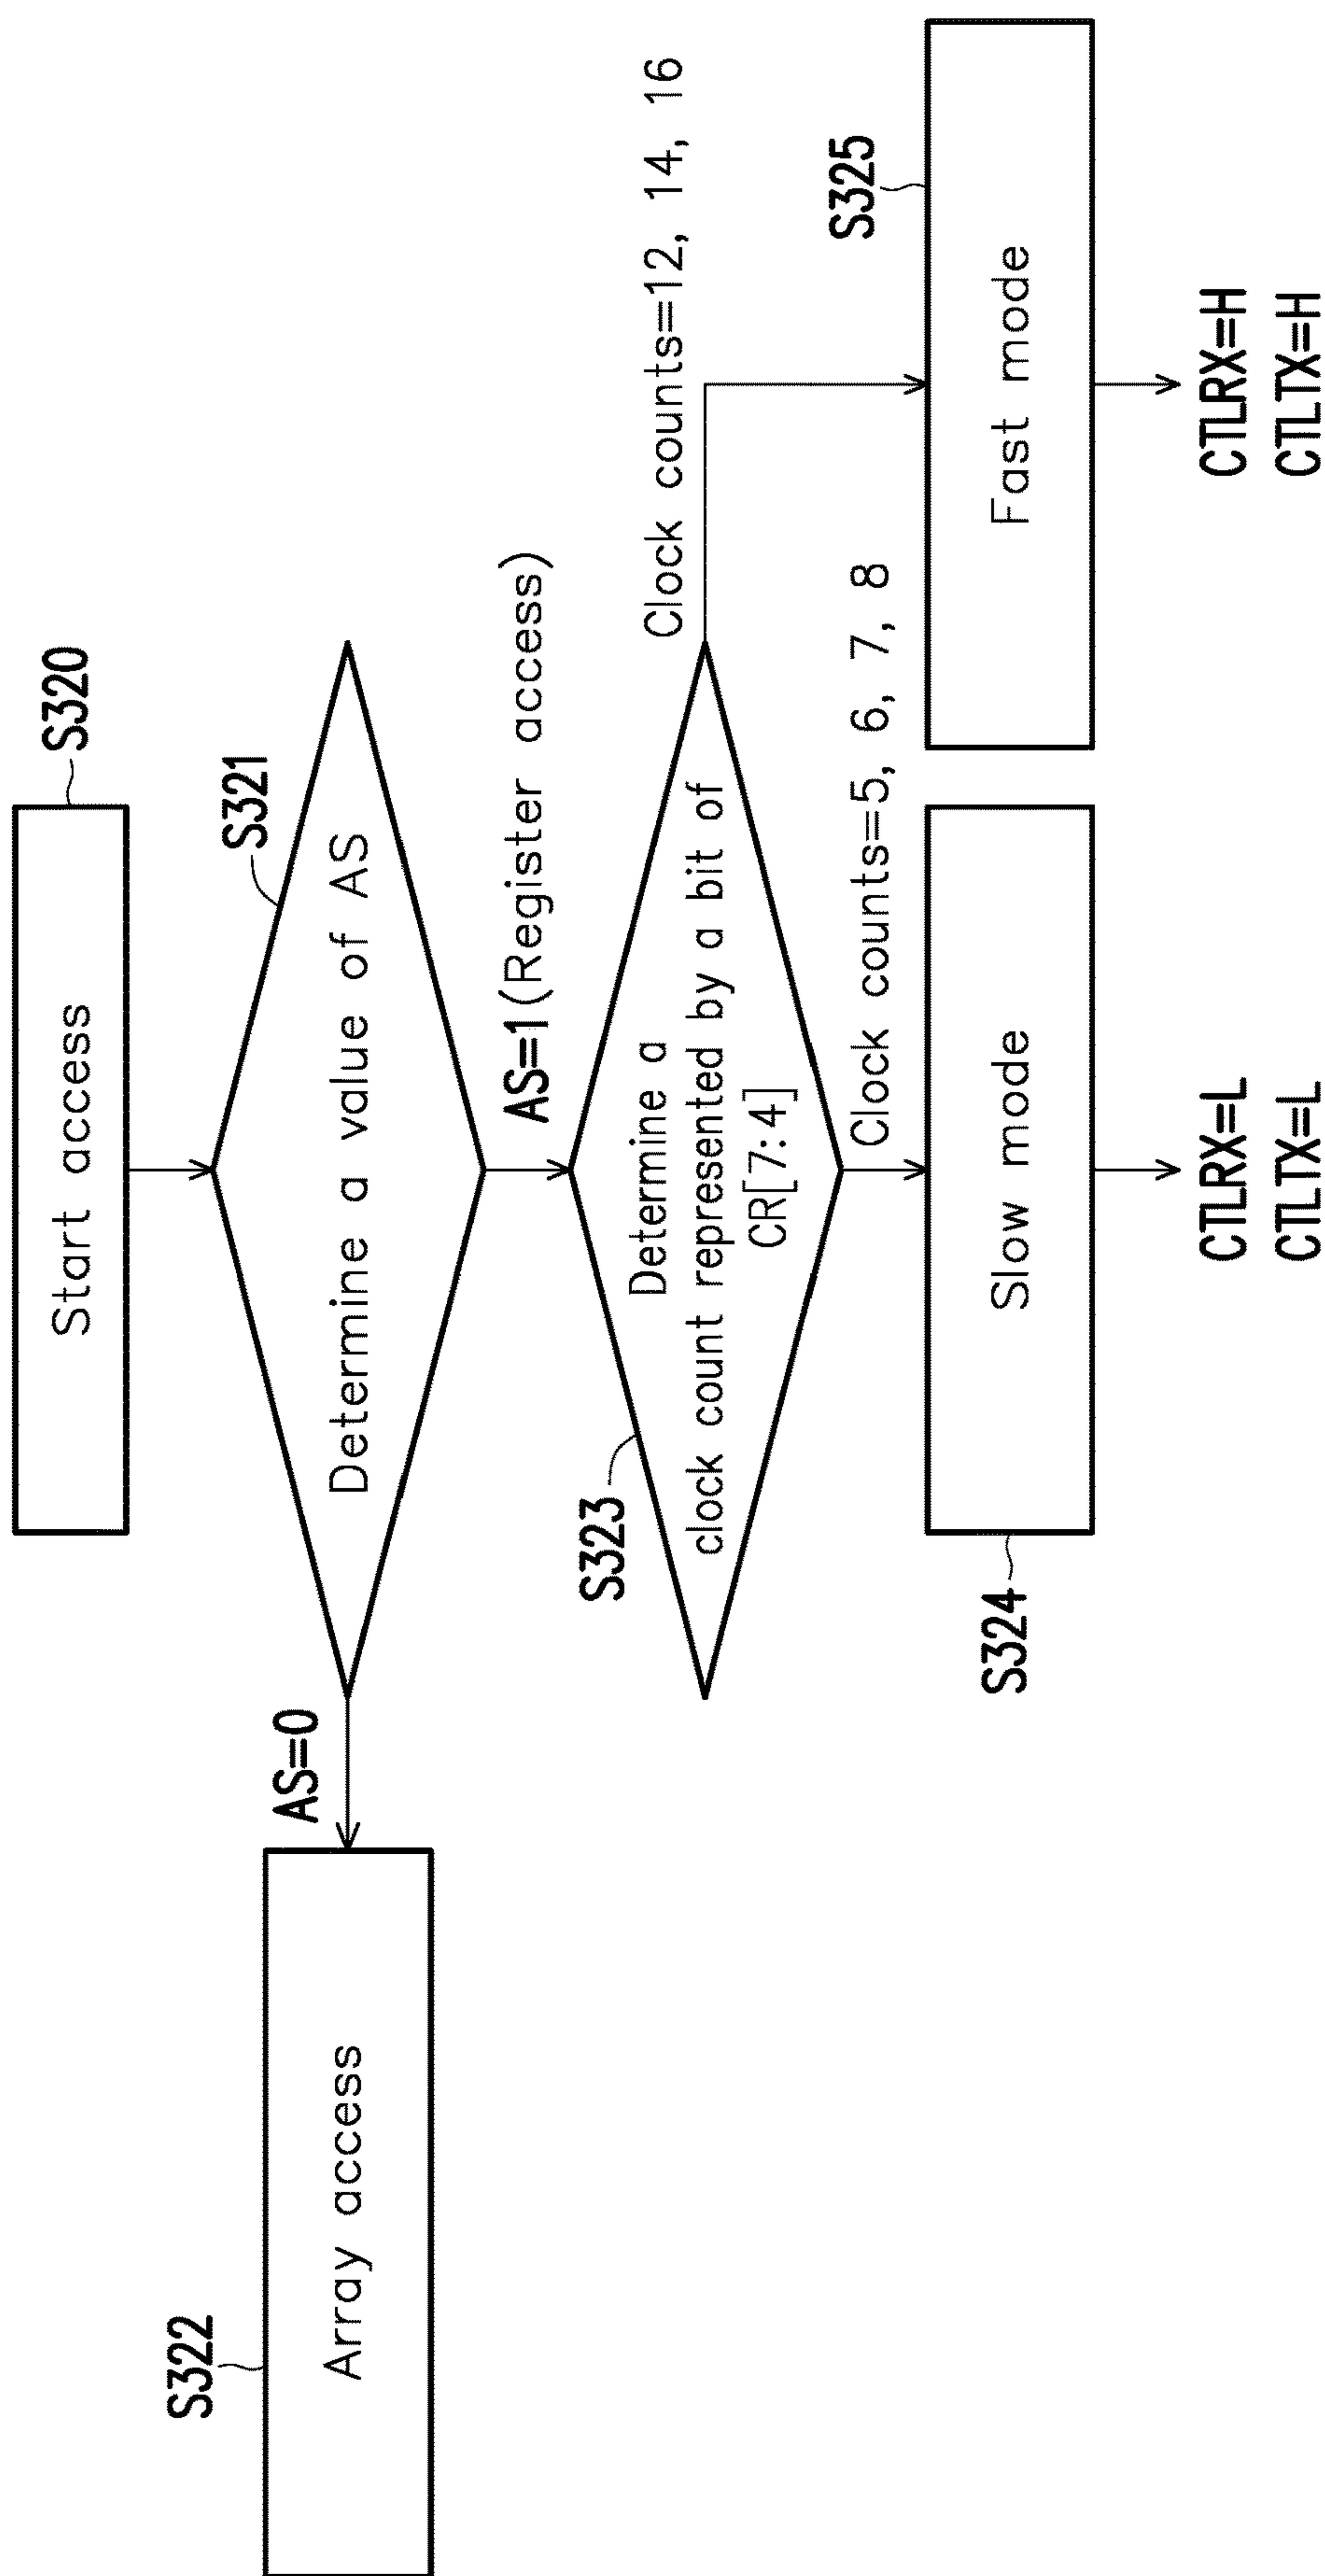 S320
Start access
S321
Determine a value of AS
AS=0
S322
Array access
AS=1(Register access)
S323
Determine a
clock count represented by a bit of
CR[7:4]
Clock counts=12, 14, 16
Clock counts=5, 6, 7, 8
S324
Slow mode
S325
Fast mode
CTLRX=L
CTLTX=L
CTLRX=H
CTLTX=H